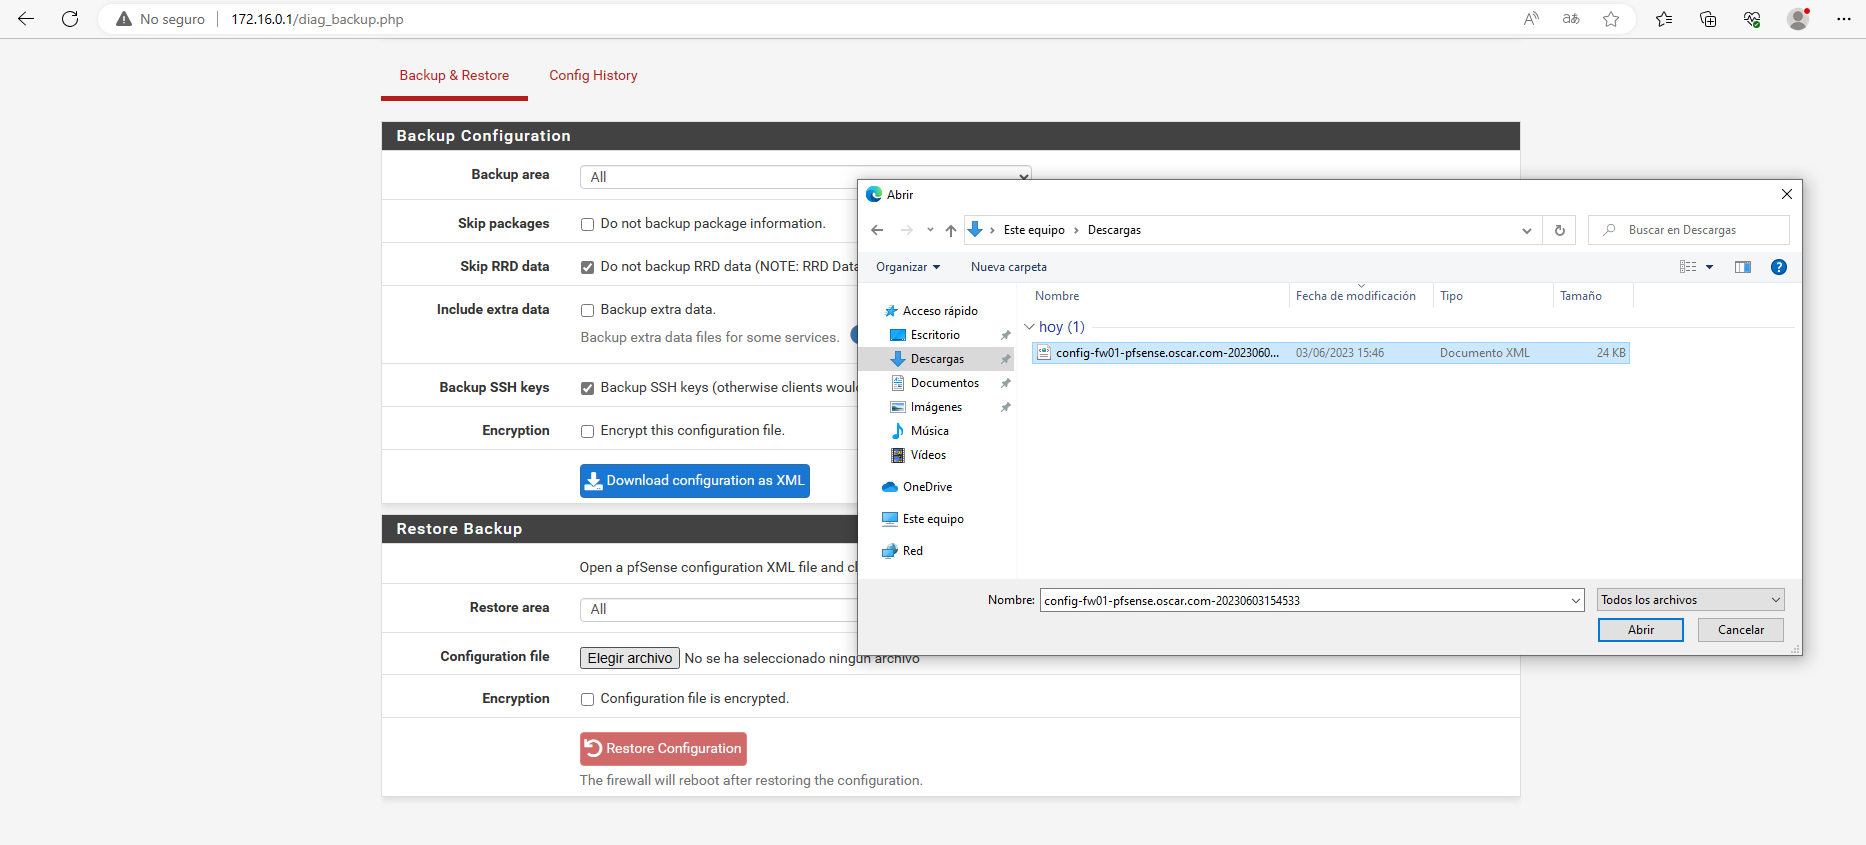 No seguro
172.16.0.1/diag_backup.php
Backup & Restore
Config History
Backup Configuration
Backup area
All
Skip packages
Do not backup package information.
Skip RRD data
Do not backup RRD data (NOTE: RRD Data
Include extra data
Backup extra data.
Backup extra data files for some services.
Backup SSH keys
Backup SSH keys (otherwise clients would
Encryption
Encrypt this configuration file.
Download configuration as XML
Restore Backup
Open a pfSense configuration XML file and cl
Restore area
All
Configuration file
Elegir archivo No se ha seleccionado ningún archivo
Encryption
Configuration file is encrypted.
Restore Configuration
The firewall will reboot after restoring the configuration.
Abrir
Este equipo
Descargas
Buscar en Descargas
Organizar
Nueva carpeta
Acceso rápido
Escritorio
Descargas
Documentos
Imágenes
Música
Vídeos
OneDrive
Este equipo
Red
Nombre
Fecha de modificación
Tipo
Tamaño
hoy (1)
config-fw01-pfsense.oscar.com-2023060...
03/06/2023 15:46
Documento XML
24 KB
Nombre:
config-fw01-pfsense.oscar.com-20230603154533
Todos los archivos
Abrir
Cancelar